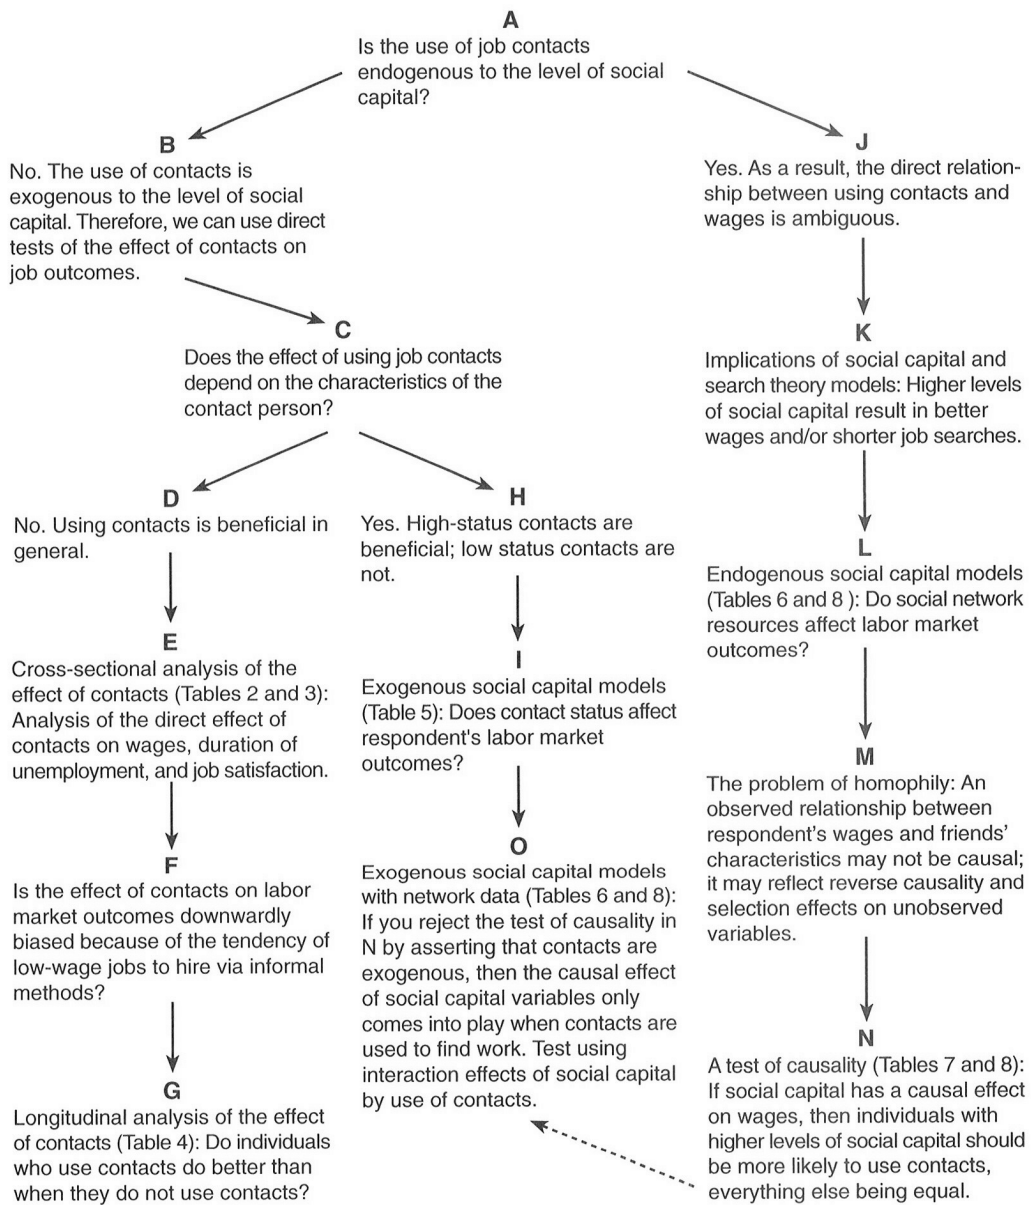 A
Is the use of job contacts
endogenous to the level of social
capital?
B
No. The use of contacts is
exogenous to the level of social
capital. Therefore, we can use direct
tests of the effect of contacts on
job outcomes.
C
Does the effect of using job contacts
depend on the characteristics of the
contact person?
D
No. Using contacts is beneficial in
general.
E
Cross-sectional analysis of the
effect of contacts (Tables 2 and 3):
Analysis of the direct effect of
contacts on wages, duration of
unemployment, and job satisfaction.
F
Is the effect of contacts on labor
market outcomes downwardly
biased because of the tendency of
low-wage jobs to hire via informal
methods?
G
Longitudinal analysis of the effect
of contacts (Table 4): Do individuals
who use contacts do better than
when they do not use contacts?
H
Yes. High-status contacts are
beneficial; low status contacts are
not.
I
Exogenous social capital models
(Table 5): Does contact status affect
respondent's labor market
outcomes?
O
Exogenous social capital models
with network data (Tables 6 and 8):
If you reject the test of causality in
N by asserting that contacts are
exogenous, then the causal effect
of social capital variables only
comes into play when contacts are
used to find work. Test using
interaction effects of social capital
by use of contacts.
J
Yes. As a result, the direct relation-
ship between using contacts and
wages is ambiguous.
K
Implications of social capital and
search theory models: Higher levels
of social capital result in better
wages and/or shorter job searches.
L
Endogenous social capital models
(Tables 6 and 8 ): Do social network
resources affect labor market
outcomes?
M
The problem of homophily: An
observed relationship between
respondent’s wages and friends’
characteristics may not be causal;
it may reflect reverse causality and
selection effects on unobserved
variables.
N
A test of causality (Tables 7 and 8):
If social capital has a causal effect
on wages, then individuals with
higher levels of social capital should
be more likely to use contacts,
everything else being equal.